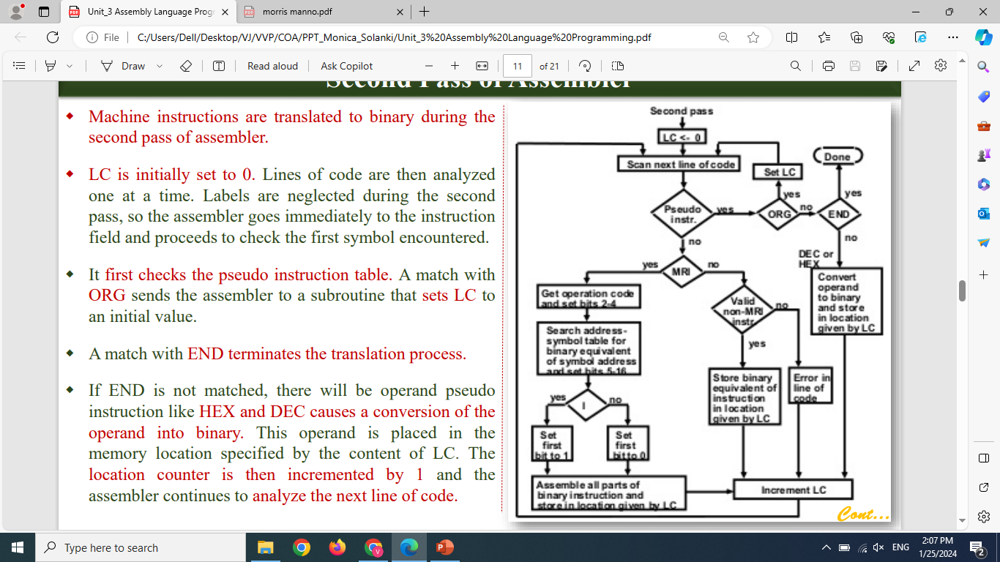 Unit_3 Assembly Language Prog
morris manno.pdf
File
C:/Users/Dell/Desktop/VJ/VVP/COA/PPT_Monica_Solanki/Unit_3%20Assembly%20Language%20Programming.pdf
Draw
Read aloud
Ask Copilot
11
of 21
Second Pass of Assembler
Machine instructions are translated to binary during the
second pass of assembler.
LC is initially set to 0. Lines of code are then analyzed
one at a time. Labels are neglected during the second
pass, so the assembler goes immediately to the instruction
field and proceeds to check the first symbol encountered.
It first checks the pseudo instruction table. A match with
ORG sends the assembler to a subroutine that sets LC to
an initial value.
A match with END terminates the translation process.
If END is not matched, there will be operand pseudo
instruction like HEX and DEC causes a conversion of the
operand into binary. This operand is placed in the
memory location specified by the content of LC. The
location counter is then incremented by 1 and the
assembler continues to analyze the next line of code.
Second pass
LC <- 0
Scan next line of code
Set LC
Done
yes
yes
Pseudo
instr.
yes
ORG
no
END
no
no
DEC or
HEX
yes
MRI
no
Convert
operand
to binary
and store
in location
given by LC
Get operation code
and set bits 2-4
Valid
non-MRI
instr.
no
Search address-
symbol table for
binary equivalent
of symbol address
and set bits 5-16
yes
Store binary
equivalent of
instruction
in location
given by LC
Error in
line of
code
yes
I
no
Set
first
bit to 1
Set
first
bit to 0
Assemble all parts of
binary instruction and
store in location given by LC
Increment LC
Cont...
Type here to search
ENG
2:07 PM
1/25/2024
2